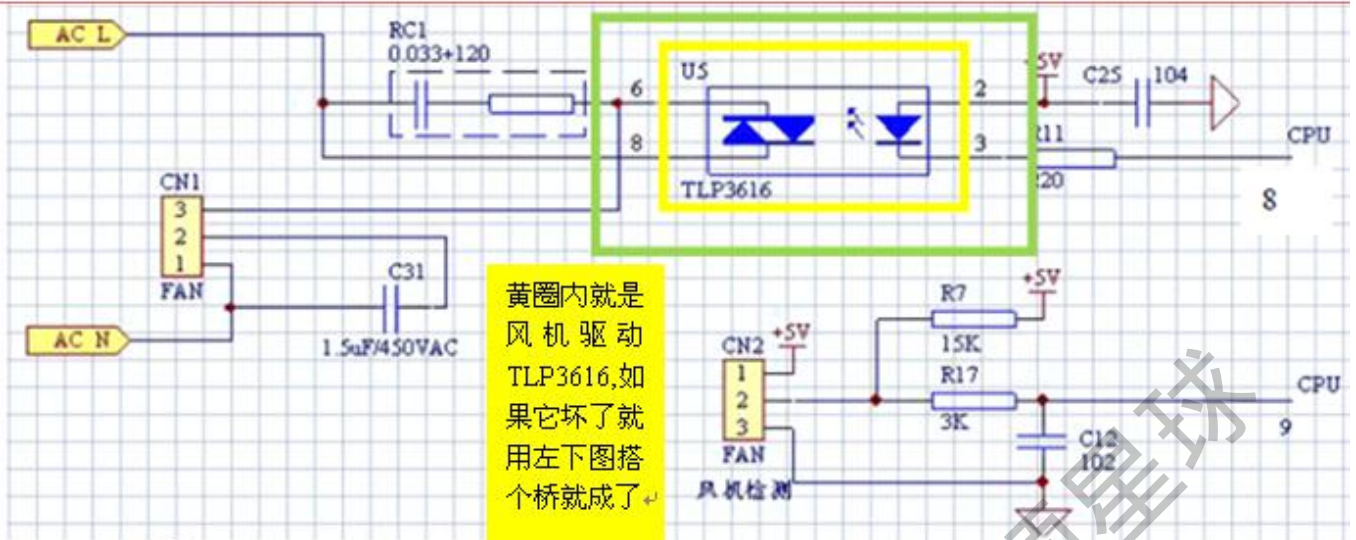 AC L
RC1
0.033+120
6
8
U5
TLP3616
2
3
+5V
C25
104
R11
R20
CPU
8
CN1
3
2
1
FAN
C31
1.5uF/450VAC
AC N
黄圈内就是
风机驱动
TLP3616,如
果它坏了就
用左下图搭
个桥就成了
CN2
+5V
1
2
3
FAN
风机检测
R7
15K
+5V
R17
3K
C12
102
CPU
9
星球